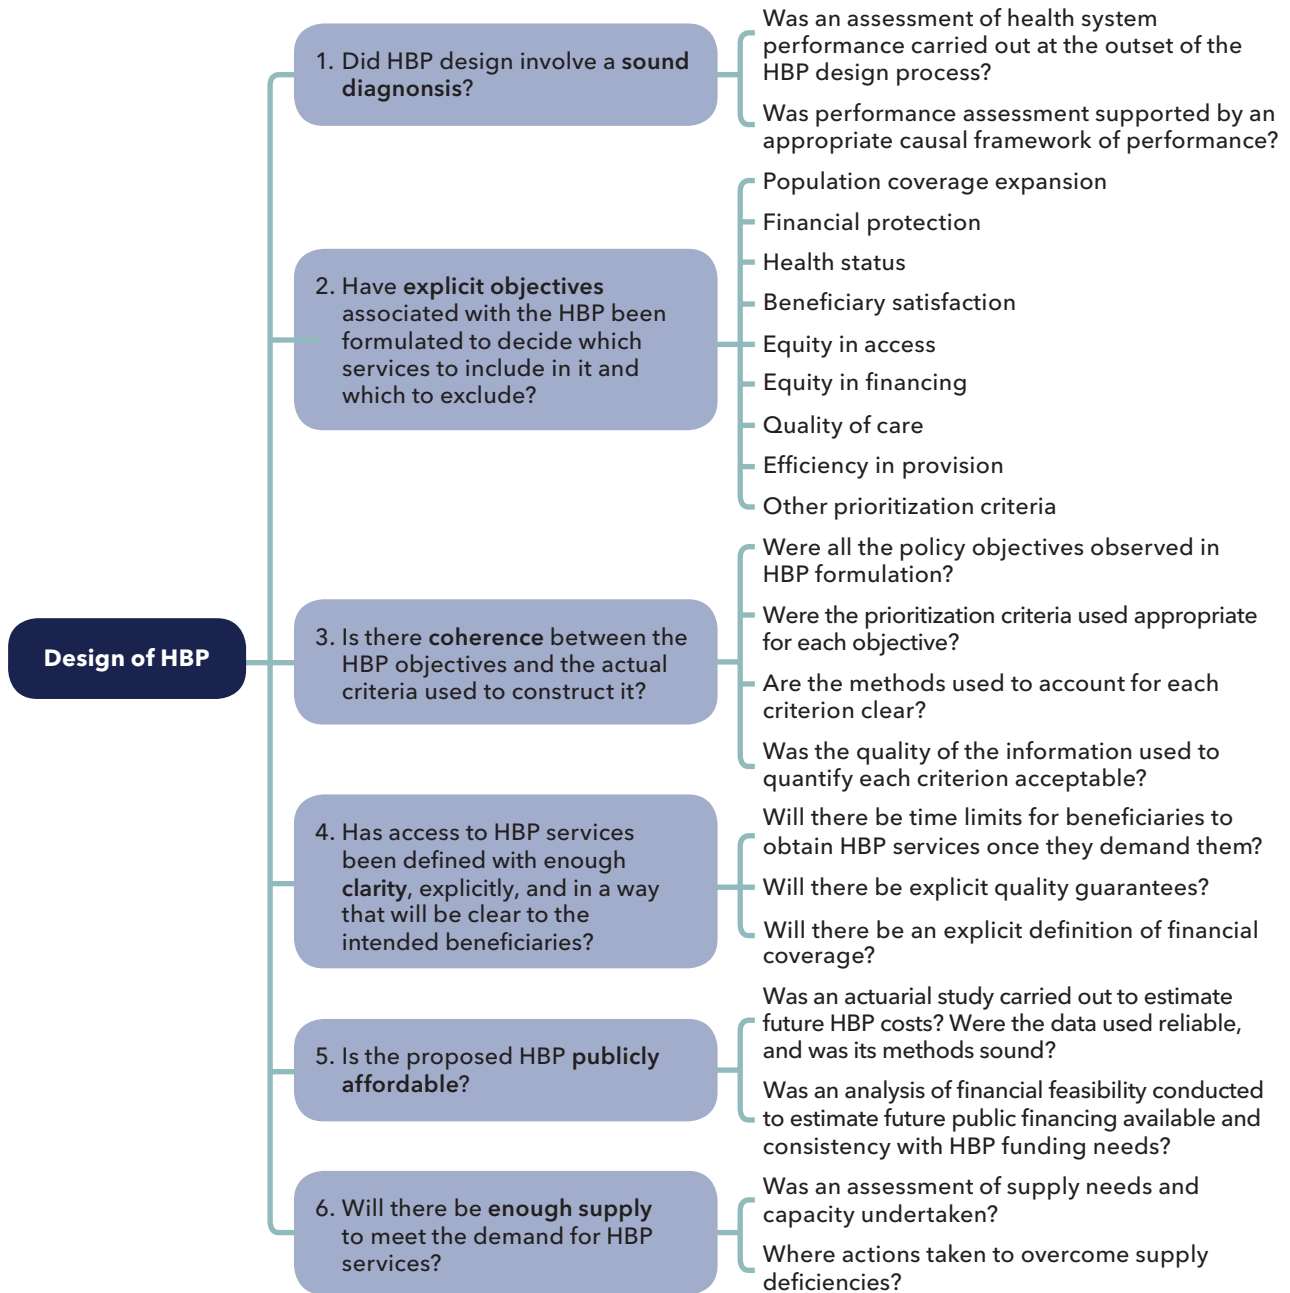 Design of HBP
1. Did HBP design involve a sound
diagnonsis?
Was an assessment of health system
performance carried out at the outset of the
HBP design process?
Was performance assessment supported by an
appropriate causal framework of performance?
2. Have explicit objectives
associated with the HBP been
formulated to decide which
services to include in it and
which to exclude?
Population coverage expansion
Financial protection
Health status
Beneficiary satisfaction
Equity in access
Equity in financing
Quality of care
Efficiency in provision
Other prioritization criteria
3. Is there coherence between the
HBP objectives and the actual
criteria used to construct it?
Were all the policy objectives observed in
HBP formulation?
Were the prioritization criteria used appropriate
for each objective?
Are the methods used to account for each
criterion clear?
Was the quality of the information used to
quantify each criterion acceptable?
4. Has access to HBP services
been defined with enough
clarity, explicitly, and in a way
that will be clear to the
intended beneficiaries?
Will there be time limits for beneficiaries to
obtain HBP services once they demand them?
Will there be explicit quality guarantees?
Will there be an explicit definition of financial
coverage?
5. Is the proposed HBP publicly
affordable?
Was an actuarial study carried out to estimate
future HBP costs? Were the data used reliable,
and was its methods sound?
Was an analysis of financial feasibility conducted
to estimate future public financing available and
consistency with HBP funding needs?
6. Will there be enough supply
to meet the demand for HBP
services?
Was an assessment of supply needs and
capacity undertaken?
Where actions taken to overcome supply
deficiencies?